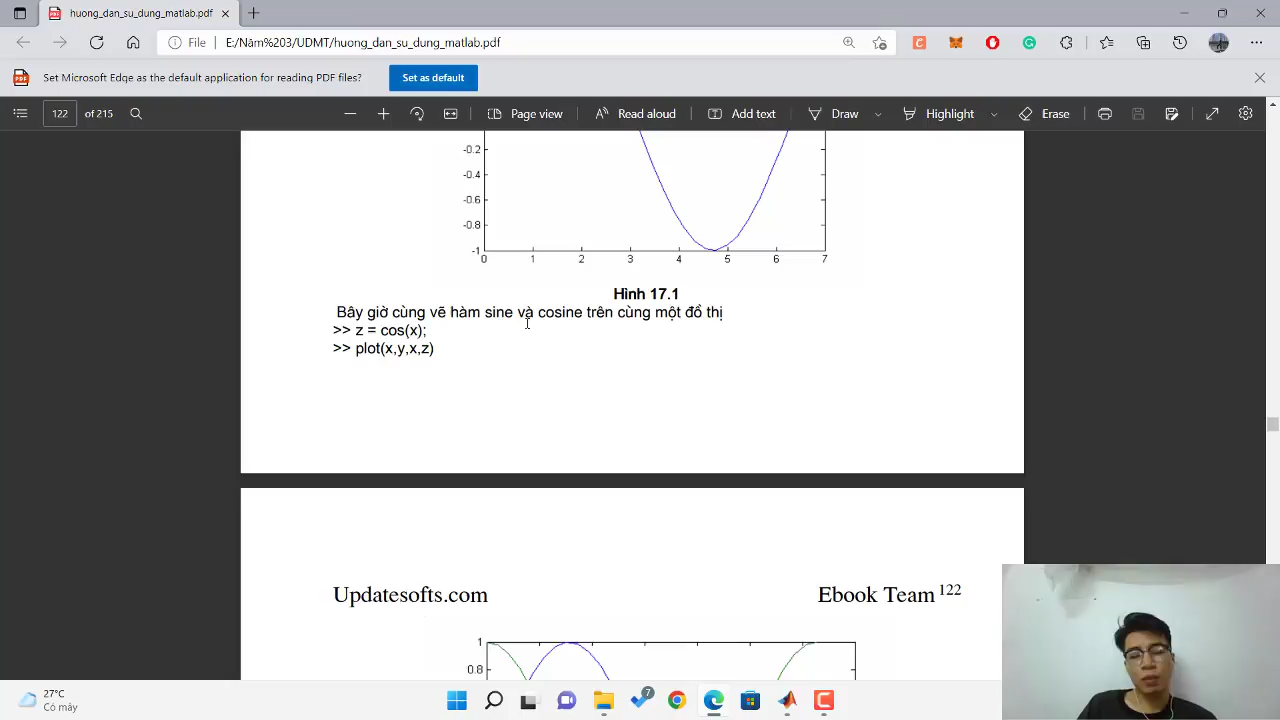 huong_dan_su_dung_matlab.pdf
File
E:/Năm%203/UDMT/huong_dan_su_dung_matlab.pdf
Set Microsoft Edge as the default application for reading PDF files?
Set as default
122
of 215
Page view
Read aloud
Add text
Draw
Highlight
Erase
-0.2
-0.4
-0.6
-0.8
-1
0 1 2 3 4 5 6 7
Hình 17.1
Bây giờ cùng vẽ hàm sine và cosine trên cùng một đồ thị
>> z = cos(x);
>> plot(x,y,x,z)
Updatesofts.com
Ebook Team 122
1
0.8
27°C
Có mây
7